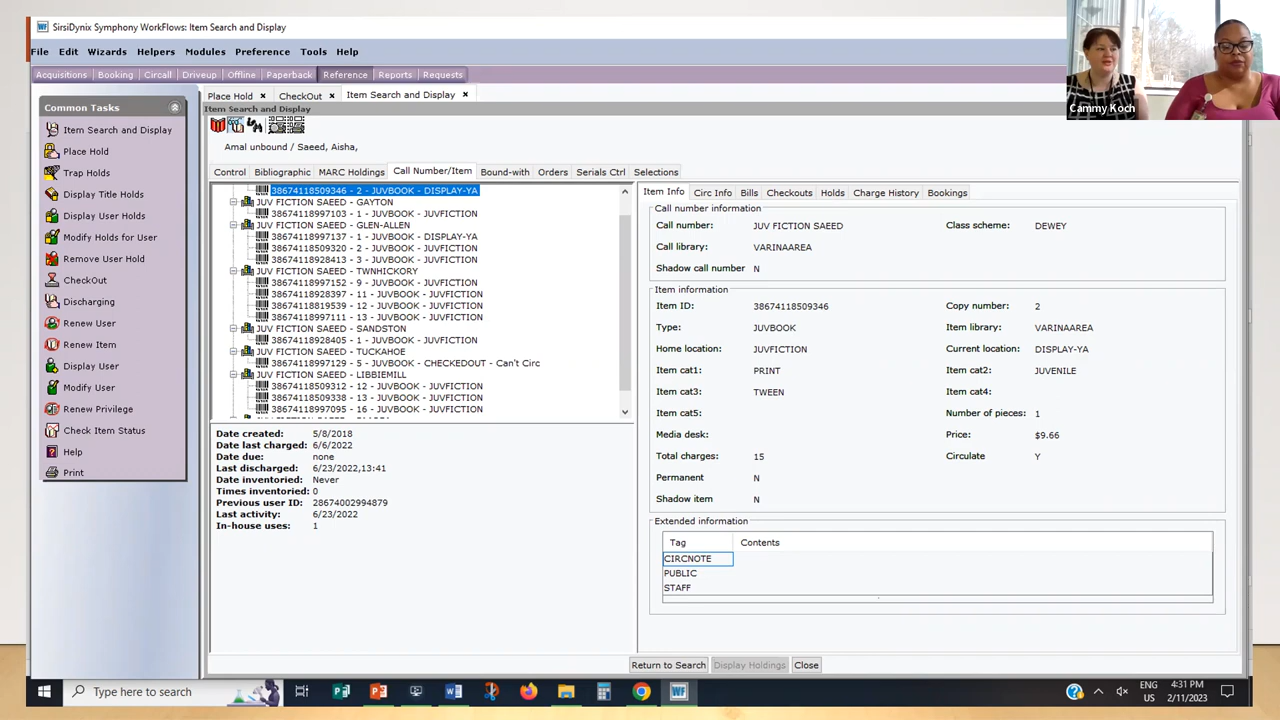 SirsiDynix Symphony WorkFlows: Item Search and Display
File Edit Wizards Helpers Modules Preference Tools Help
Acquisitions Booking Circall Driveup Offline Paperback Reference Reports Requests
Common Tasks
Item Search and Display
Place Hold
Trap Holds
Display Title Holds
Display User Holds
Modify Holds for User
Remove User Hold
CheckOut
Discharging
Renew User
Renew Item
Display User
Modify User
Renew Privilege
Check Item Status
Help
Print
Place Hold CheckOut Item Search and Display
Item Search and Display
Amal unbound / Saeed, Aisha,
Control Bibliographic MARC Holdings Call Number/Item Bound-with Orders Serials Ctrl Selections
38674118509346 - 2 - JUVBOOK - DISPLAY-YA
JUV FICTION SAEED - GAYTON
38674118997103 - 1 - JUVBOOK - JUVFICTION
JUV FICTION SAEED - GLEN-ALLEN
38674118997137 - 1 - JUVBOOK - DISPLAY-YA
38674118509320 - 2 - JUVBOOK - JUVFICTION
38674118928413 - 3 - JUVBOOK - JUVFICTION
JUV FICTION SAEED - TWNHICKORY
38674118997152 - 9 - JUVBOOK - JUVFICTION
38674118928397 - 11 - JUVBOOK - JUVFICTION
38674118819539 - 12 - JUVBOOK - JUVFICTION
38674118997111 - 13 - JUVBOOK - JUVFICTION
JUV FICTION SAEED - SANDSTON
38674118928405 - 1 - JUVBOOK - JUVFICTION
JUV FICTION SAEED - TUCKAHOE
38674118997129 - 5 - JUVBOOK - CHECKEDOUT - Can't Circ
JUV FICTION SAEED - LIBBIEMILL
38674118509312 - 12 - JUVBOOK - JUVFICTION
38674118509338 - 13 - JUVBOOK - JUVFICTION
38674118997095 - 16 - JUVBOOK - JUVFICTION
Date created: 5/8/2018
Date last charged: 6/6/2022
Date due: none
Last discharged: 6/23/2022,13:41
Date inventoried: Never
Times inventoried: 0
Previous user ID: 28674002994879
Last activity: 6/23/2022
In-house uses: 1
Item Info Circ Info Bills Checkouts Holds Charge History Bookings
Call number information
Call number: JUV FICTION SAEED Class scheme: DEWEY
Call library: VARINAAREA
Shadow call number N
Item information
Item ID: 38674118509346 Copy number: 2
Type: JUVBOOK Item library: VARINAAREA
Home location: JUVFICTION Current location: DISPLAY-YA
Item cat1: PRINT Item cat2: JUVENILE
Item cat3: TWEEN Item cat4:
Item cat5: Number of pieces: 1
Media desk: Price: $9.66
Total charges: 15 Circulate Y
Permanent N
Shadow item N
Extended information
Tag Contents
CIRCNOTE
PUBLIC
STAFF
Return to Search Display Holdings Close
Cammy Koch
Type here to search
ENG
US
4:31 PM
2/11/2023